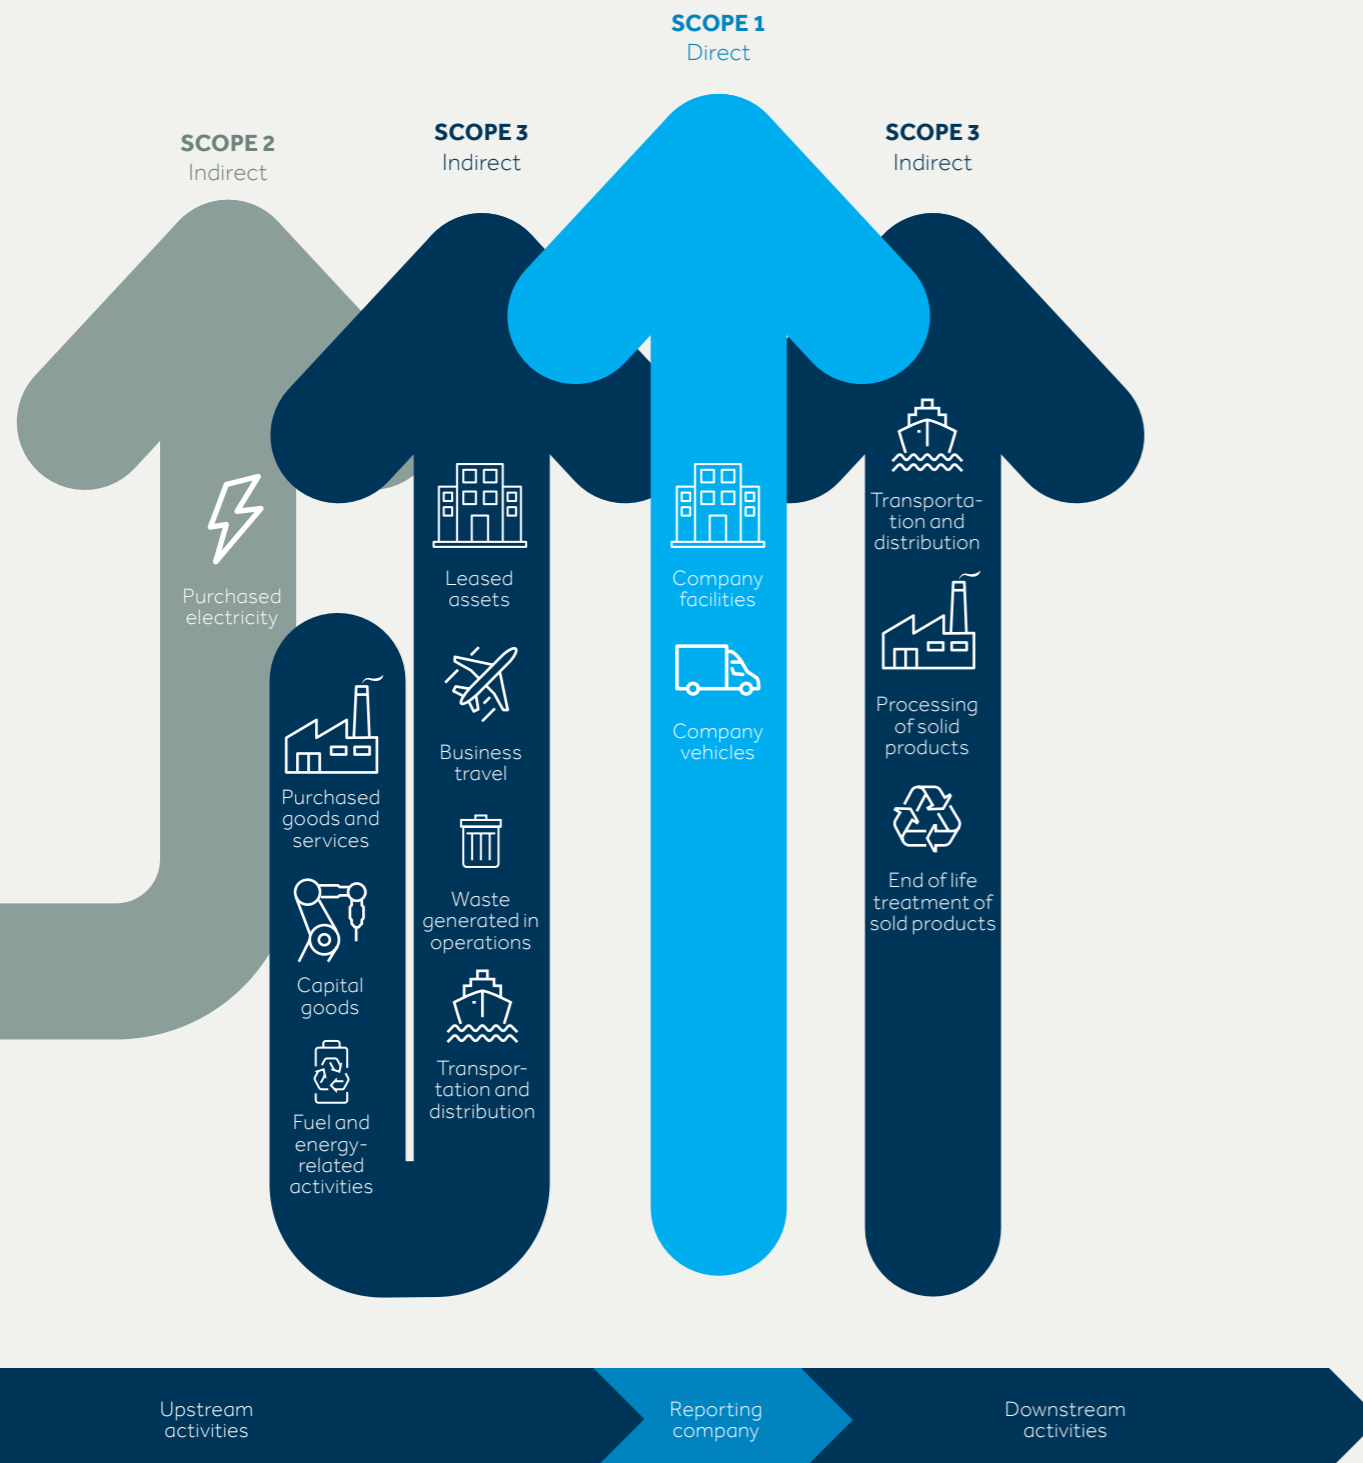 SCOPE 1
Direct
SCOPE 2
Indirect
SCOPE 3
Indirect
SCOPE 3
Indirect
Purchased
electricity
Purchased
goods and
services
Capital
goods
Fuel and
energy-
related
activities
Leased
assets
Business
travel
Waste
generated in
operations
Transpor-
tation and
distribution
Company
facilities
Company
vehicles
Transporta-
tion and
distribution
Processing
of solid
products
End of life
treatment of
sold products
Upstream
activities
Reporting
company
Downstream
activities